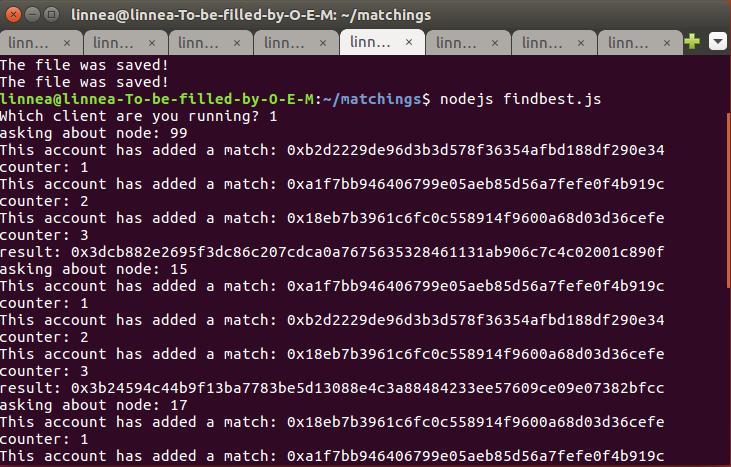 linnea@linnea-To-be-filled-by-O-E-M: ~/matchings
linn… × linn… × linn… × linn… × linn… × linn… × linn… × linn… ×
The file was saved!
The file was saved!
linnea@linnea-To-be-filled-by-O-E-M:~/matchings$ nodejs findbest.js
Which client are you running? 1
asking about node: 99
This account has added a match: 0xb2d2229de96d3b3d578f36354afbd188df290e34
counter: 1
This account has added a match: 0xa1f7bb946406799e05aeb85d56a7fefe0f4b919c
counter: 2
This account has added a match: 0x18eb7b3961c6fc0c558914f9600a68d03d36cefe
counter: 3
result: 0x3dcb882e2695f3dc86c207cdca0a7675635328461131ab906c7c4c02001c890f
asking about node: 15
This account has added a match: 0xa1f7bb946406799e05aeb85d56a7fefe0f4b919c
counter: 1
This account has added a match: 0xb2d2229de96d3b3d578f36354afbd188df290e34
counter: 2
This account has added a match: 0x18eb7b3961c6fc0c558914f9600a68d03d36cefe
counter: 3
result: 0x3b24594c44b9f13ba7783be5d13088e4c3a88484233ee57609ce09e07382bfcc
asking about node: 17
This account has added a match: 0x18eb7b3961c6fc0c558914f9600a68d03d36cefe
counter: 1
This account has added a match: 0xa1f7bb946406799e05aeb85d56a7fefe0f4b919c